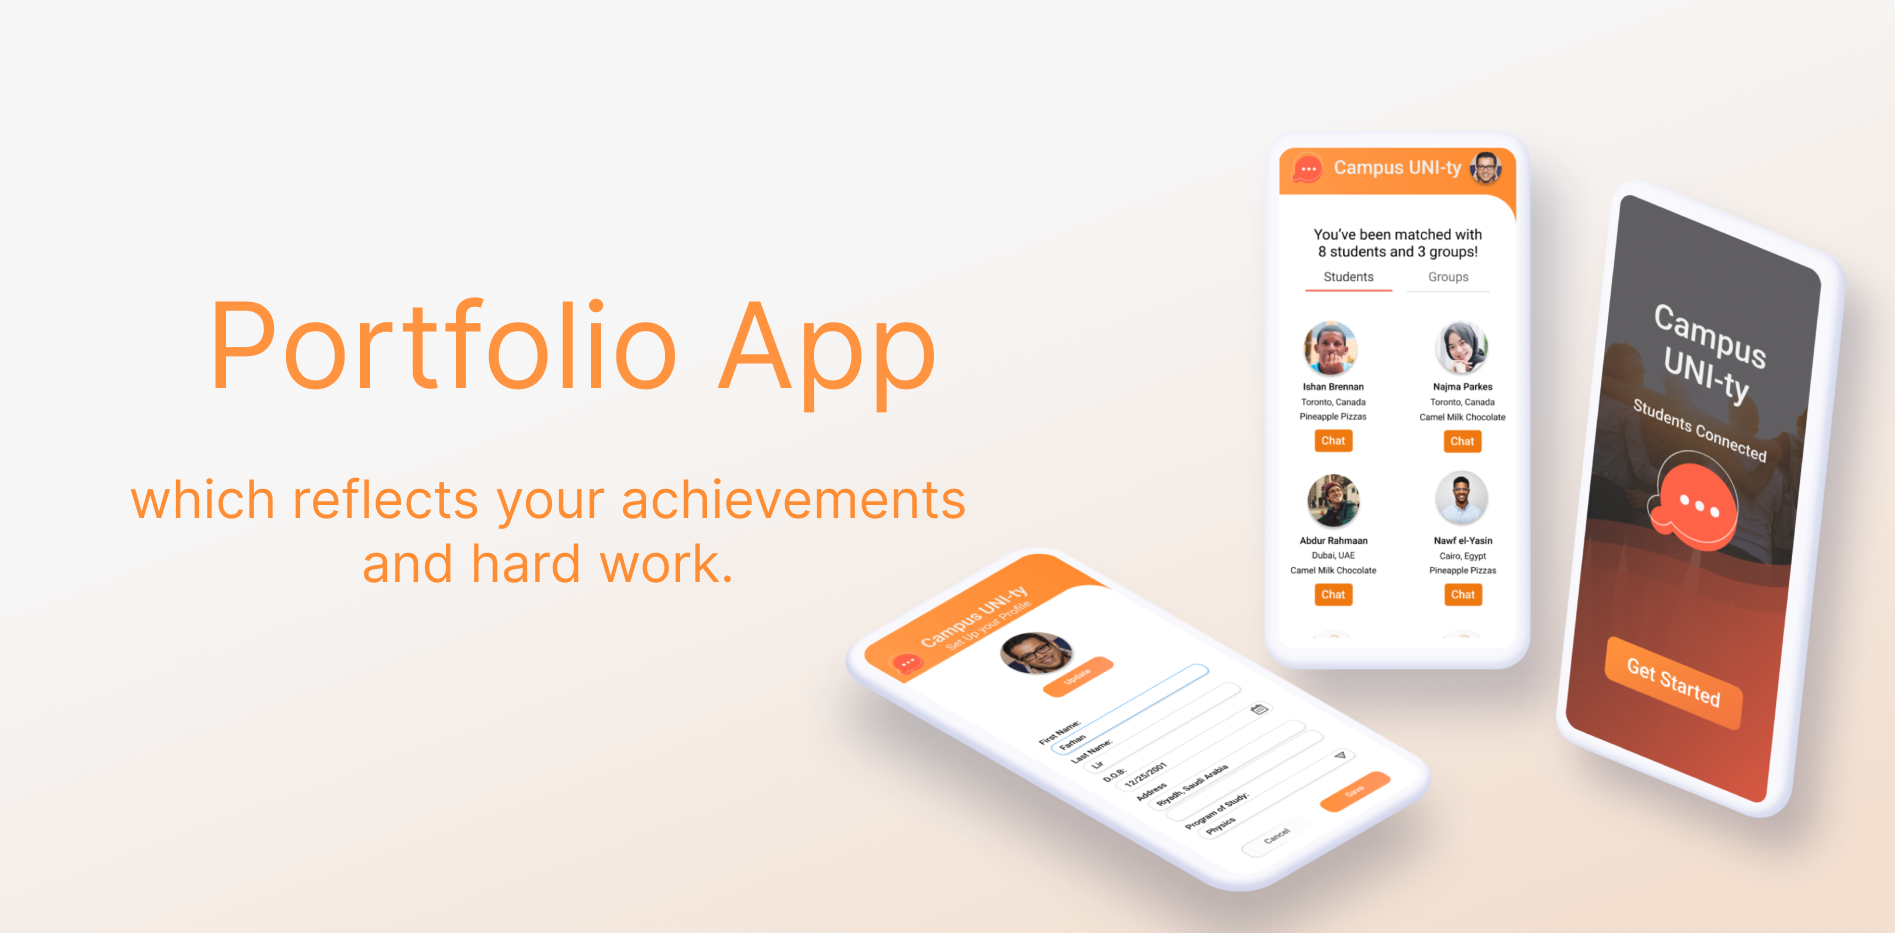 Portfolio App
which reflects your achievements
and hard work.
Campus UNI-ty
You've been matched with
8 students and 3 groups!
Students Groups
Ishan Brennan
Toronto, Canada
Pineapple Pizzas
Chat
Najma Parkes
Toronto, Canada
Camel Milk Chocolate
Chat
Abdur Rahmaan
Dubai, UAE
Camel Milk Chocolate
Chat
Nawf el-Yasin
Cairo, Egypt
Pineapple Pizzas
Chat
Campus
UNI-ty
Students Connected
Get Started
Campus UNI-ty
Set Up your Profile
Update
First Name:
Farhan
Last Name:
Lir
D.O.B:
12/25/2001
Address
Riyadh, Saudi Arabia
Program of Study:
Physics
Cancel
Save